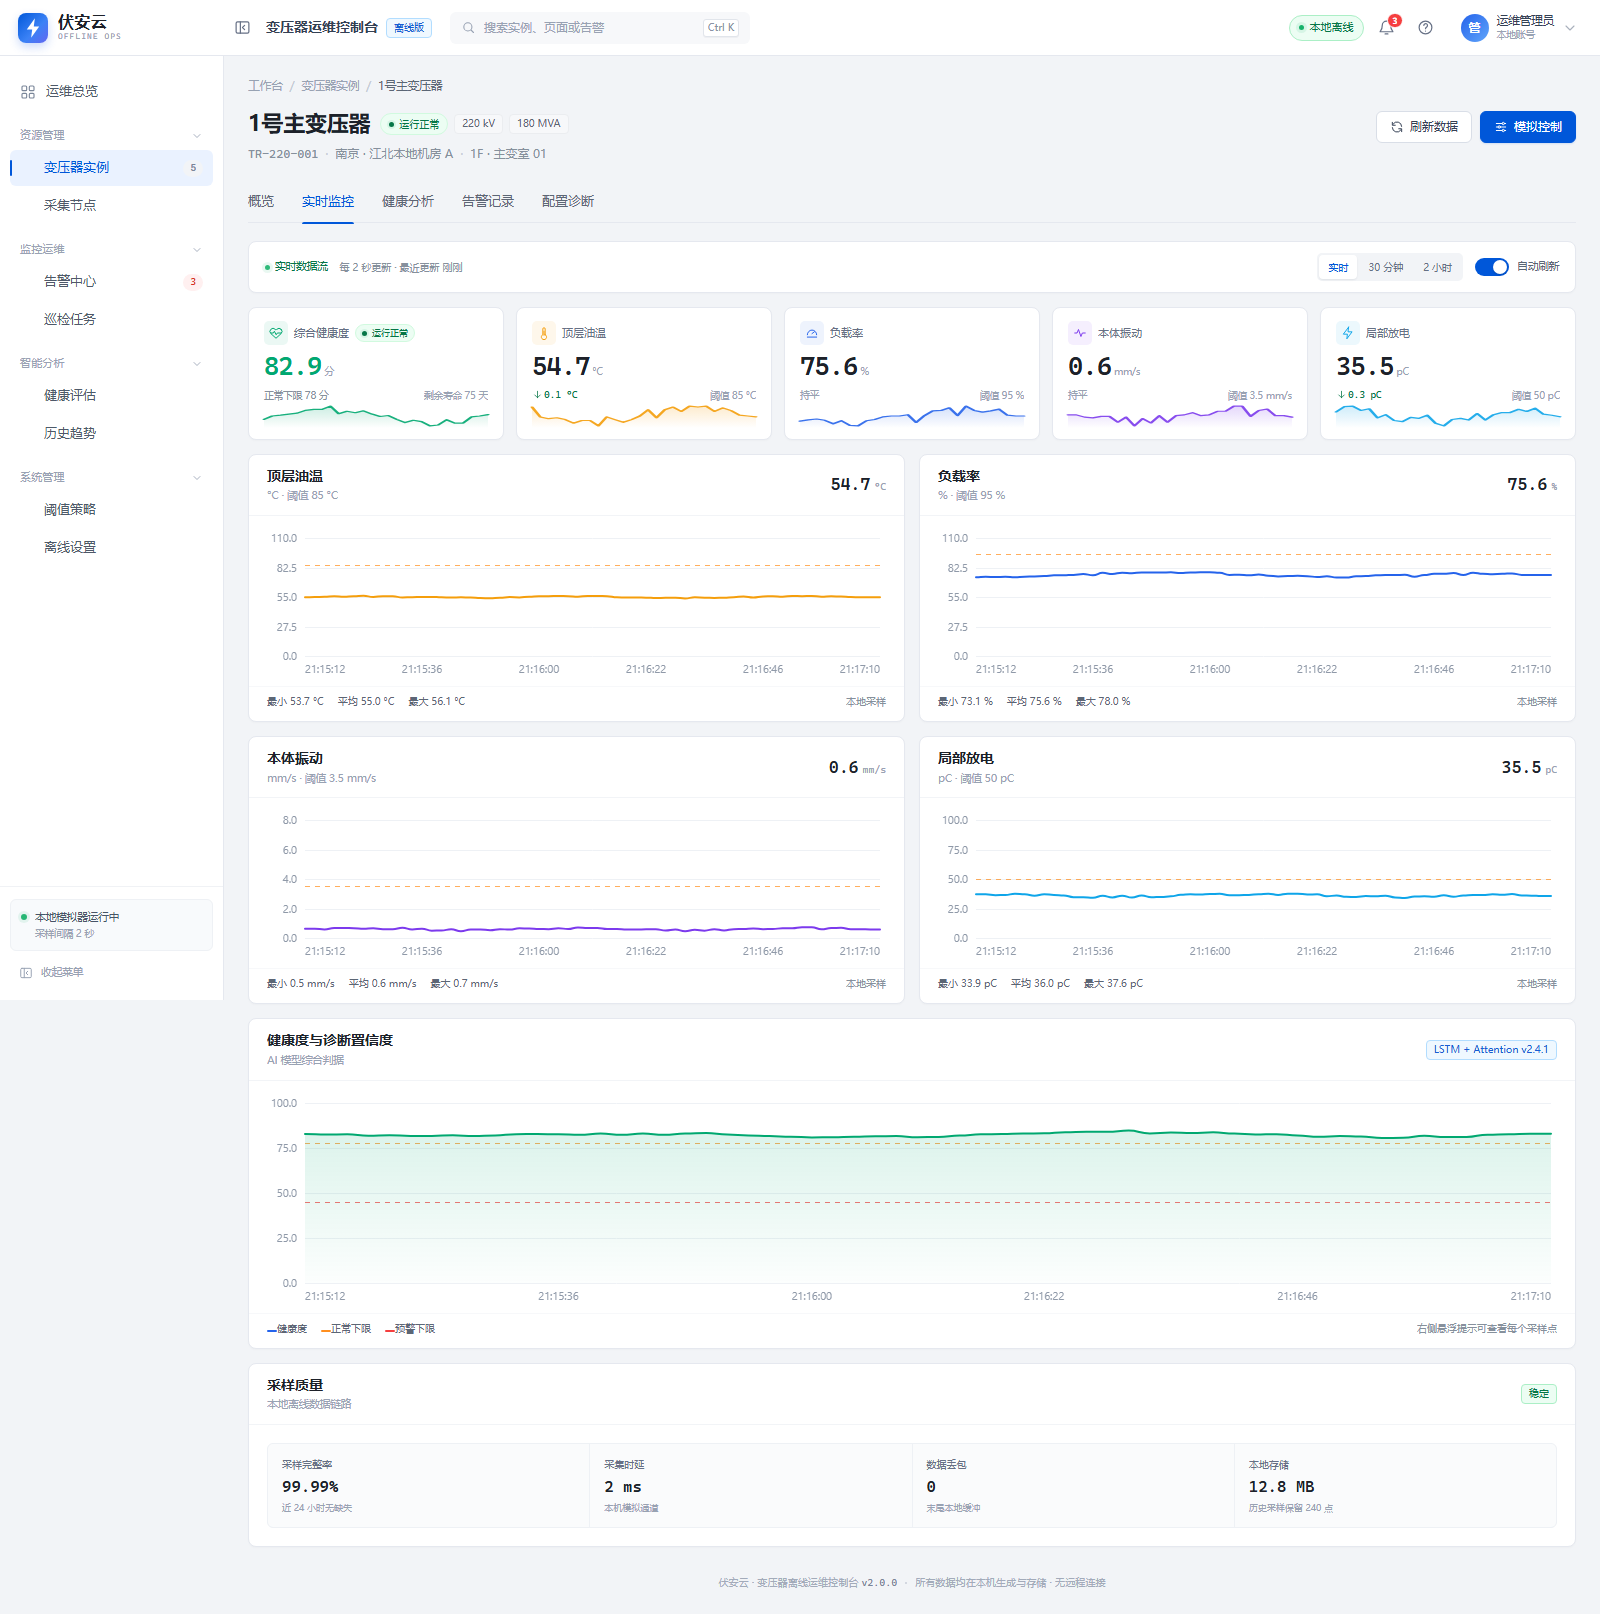 伏安云
OFFLINE OPS
变压器运维控制台 离线版
搜索实例、页面或告警 Ctrl K
本地离线
3
管
运维管理员
本地账号
运维总览
资源管理
变压器实例 5
采集节点
监控运维
告警中心 3
巡检任务
智能分析
健康评估
历史趋势
系统管理
阈值策略
离线设置
本地模拟器运行中
采样间隔 2 秒
收起菜单
工作台 / 变压器实例 / 1号主变压器
1号主变压器 运行正常 220 kV 180 MVA
TR-220-001 · 南京 · 江北本地机房 A · 1F · 主变室 01
刷新数据 模拟控制
概览 实时监控 健康分析 告警记录 配置诊断
实时数据流 每 2 秒更新 · 最近更新 刚刚
实时 30 分钟 2 小时 自动刷新
综合健康度 运行正常
82.9 分
正常下限 78 分 剩余寿命 75 天
顶层油温
54.7 °C
↓ 0.1 °C 阈值 85 °C
负载率
75.6 %
持平 阈值 95 %
本体振动
0.6 mm/s
持平 阈值 3.5 mm/s
局部放电
35.5 pC
↓ 0.3 pC 阈值 50 pC
顶层油温
°C · 阈值 85 °C
54.7 °C
110.0
82.5
55.0
27.5
0.0
21:15:12 21:15:36 21:16:00 21:16:22 21:16:46 21:17:10
最小 53.7 °C 平均 55.0 °C 最大 56.1 °C 本地采样
负载率
% · 阈值 95 %
75.6 %
110.0
82.5
55.0
27.5
0.0
21:15:12 21:15:36 21:16:00 21:16:22 21:16:46 21:17:10
最小 73.1 % 平均 75.6 % 最大 78.0 % 本地采样
本体振动
mm/s · 阈值 3.5 mm/s
0.6 mm/s
8.0
6.0
4.0
2.0
0.0
21:15:12 21:15:36 21:16:00 21:16:22 21:16:46 21:17:10
最小 0.5 mm/s 平均 0.6 mm/s 最大 0.7 mm/s 本地采样
局部放电
pC · 阈值 50 pC
35.5 pC
100.0
75.0
50.0
25.0
0.0
21:15:12 21:15:36 21:16:00 21:16:22 21:16:46 21:17:10
最小 33.9 pC 平均 36.0 pC 最大 37.6 pC 本地采样
健康度与诊断置信度
AI 模型综合判据
LSTM + Attention v2.4.1
100.0
75.0
50.0
25.0
0.0
21:15:12 21:15:36 21:16:00 21:16:22 21:16:46 21:17:10
健康度 正常下限 预警下限 右侧悬浮提示可查看每个采样点
采样质量
本地离线数据链路
稳定
采样完整率
99.99%
近 24 小时无缺失
采集时延
2 ms
本机模拟通道
数据丢包
0
末尾本地缓冲
本地存储
12.8 MB
历史采样保留 240 点
伏安云 · 变压器离线运维控制台 v2.0.0 · 所有数据均在本机生成与存储 · 无远程连接